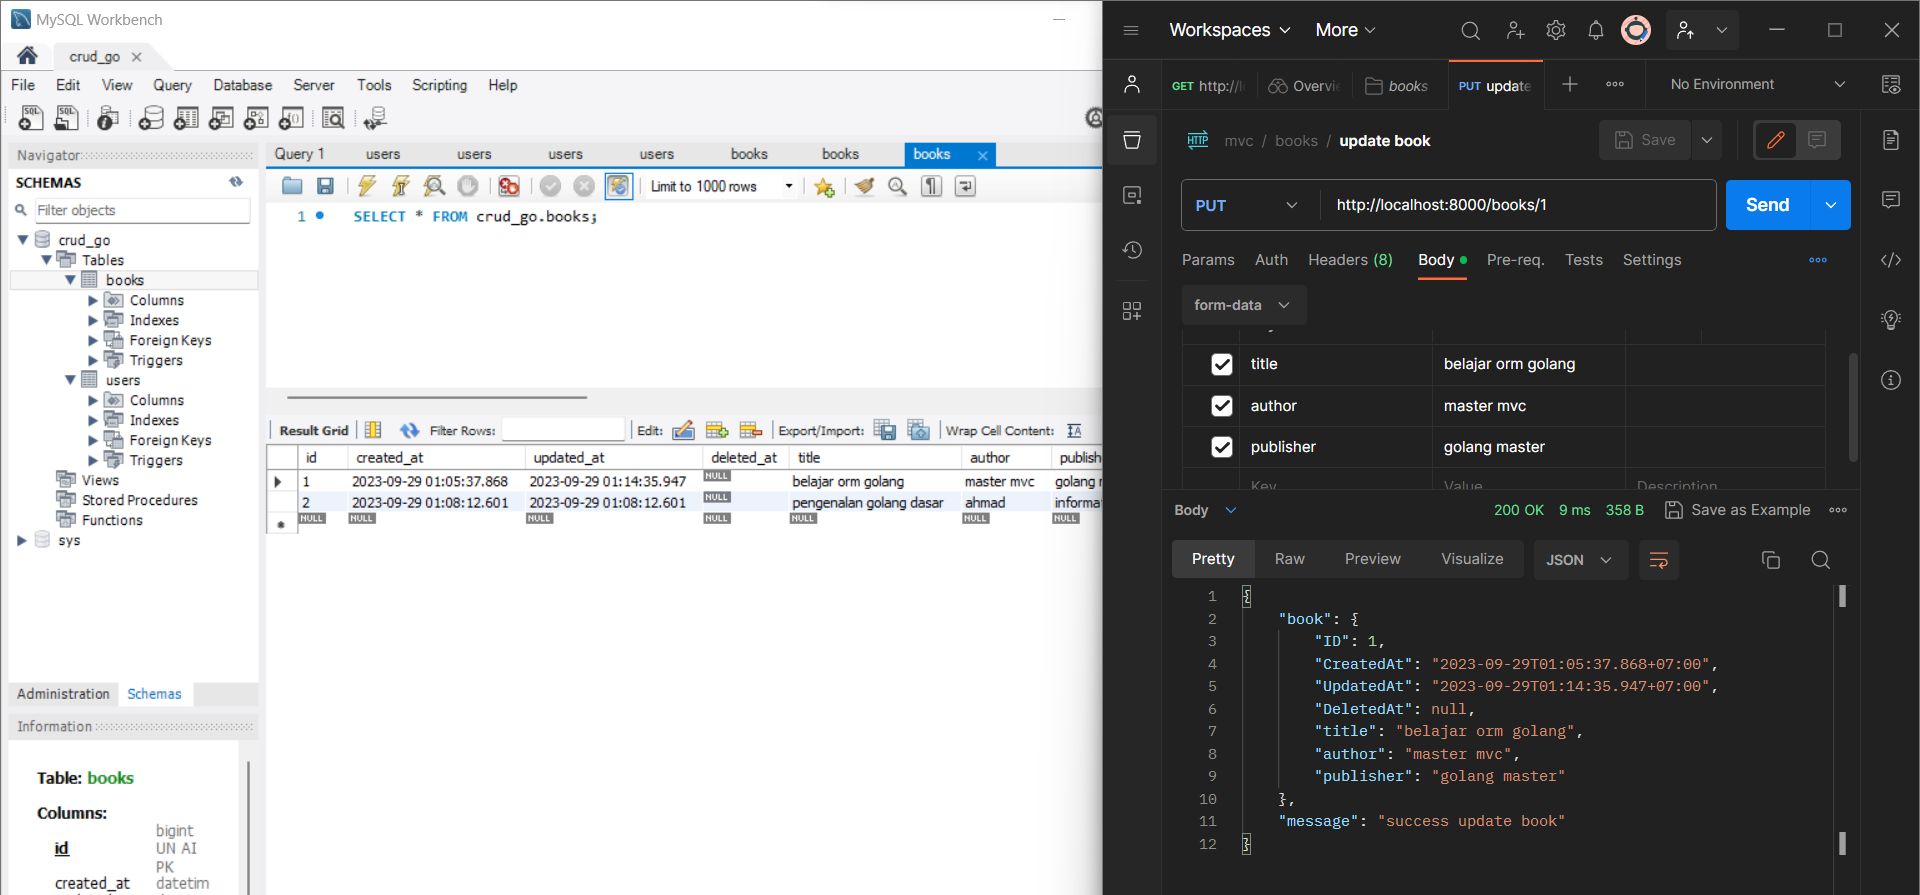 MySQL Workbench
crud_go
File Edit View Query Database Server Tools Scripting Help
Navigator
SCHEMAS
Filter objects
crud_go
Tables
books
Columns
Indexes
Foreign Keys
Triggers
users
Columns
Indexes
Foreign Keys
Triggers
Views
Stored Procedures
Functions
sys
Administration Schemas
Information
Table: books
Columns:
id bigint
UN AI
PK
created_at datetim
Query 1 users users users users books books books
Limit to 1000 rows
1 SELECT * FROM crud_go.books;
Result Grid Filter Rows: Edit: Export/Import: Wrap Cell Content:
id created_at updated_at deleted_at title author publish
1 2023-09-29 01:05:37.868 2023-09-29 01:14:35.947 NULL belajar orm golang master mvc golang
2 2023-09-29 01:08:12.601 2023-09-29 01:08:12.601 NULL pengenalan golang dasar ahmad informa
NULL NULL NULL NULL NULL NULL NULL
Workspaces More
GET http://l Overvie books PUT update No Environment
HTTP mvc / books / update book Save
PUT http://localhost:8000/books/1 Send
Params Auth Headers (8) Body Pre-req. Tests Settings
form-data
title belajar orm golang
author master mvc
publisher golang master
Key Value Description
Body 200 OK 9 ms 358 B Save as Example
Pretty Raw Preview Visualize JSON
1 {
2 "book": {
3 "ID": 1,
4 "CreatedAt": "2023-09-29T01:05:37.868+07:00",
5 "UpdatedAt": "2023-09-29T01:14:35.947+07:00",
6 "DeletedAt": null,
7 "title": "belajar orm golang",
8 "author": "master mvc",
9 "publisher": "golang master"
10 },
11 "message": "success update book"
12 }